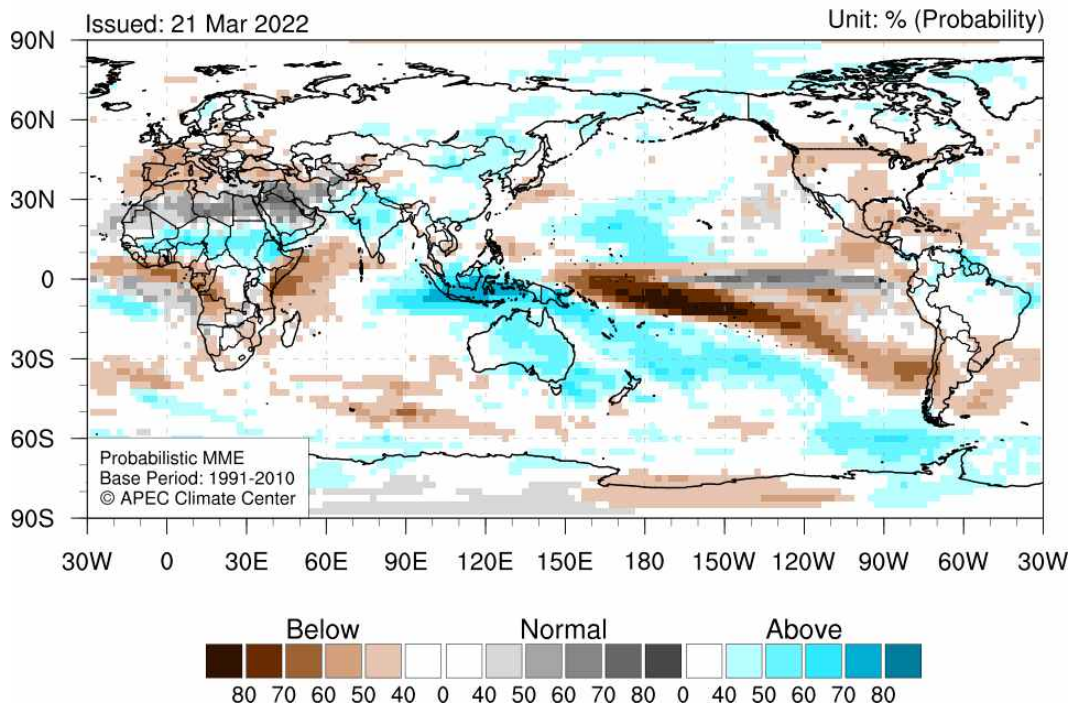 Issued: 21 Mar 2022 Unit: % (Probability)
90N
60N
30N
0
30S
60S
90S
Probabilistic MME
Base Period: 1991-2010
© APEC Climate Center
30W 0 30E 60E 90E 120E 150E 180 150W 120W 90W 60W 30W
Below Normal Above
80 70 60 50 40 0 40 50 60 70 80 0 40 50 60 70 80